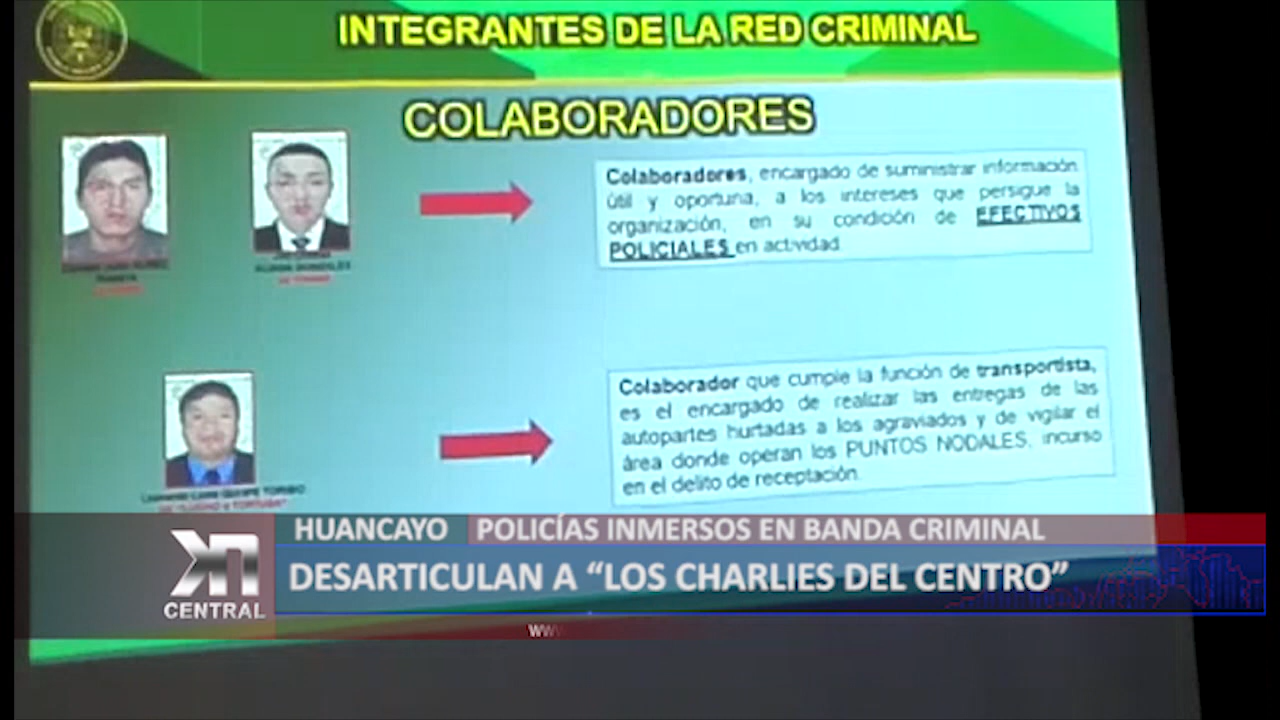 INTEGRANTES DE LA RED CRIMINAL
COLABORADORES
Colaboradores, encargado de suministrar información
útil y oportuna, a los intereses que persigue la
organización, en su condición de EFECTIVOS
POLICIALES en actividad
Colaborador que cumple la función de transportista,
es el encargado de realizar las entregas de las
autopartes hurtadas a los agraviados y de vigilar el
área donde operan los PUNTOS NODALES, incurso
en el delito de receptación.
HUANCAYO POLICÍAS INMERSOS EN BANDA CRIMINAL
DESARTICULAN A “LOS CHARLIES DEL CENTRO”
CENTRAL